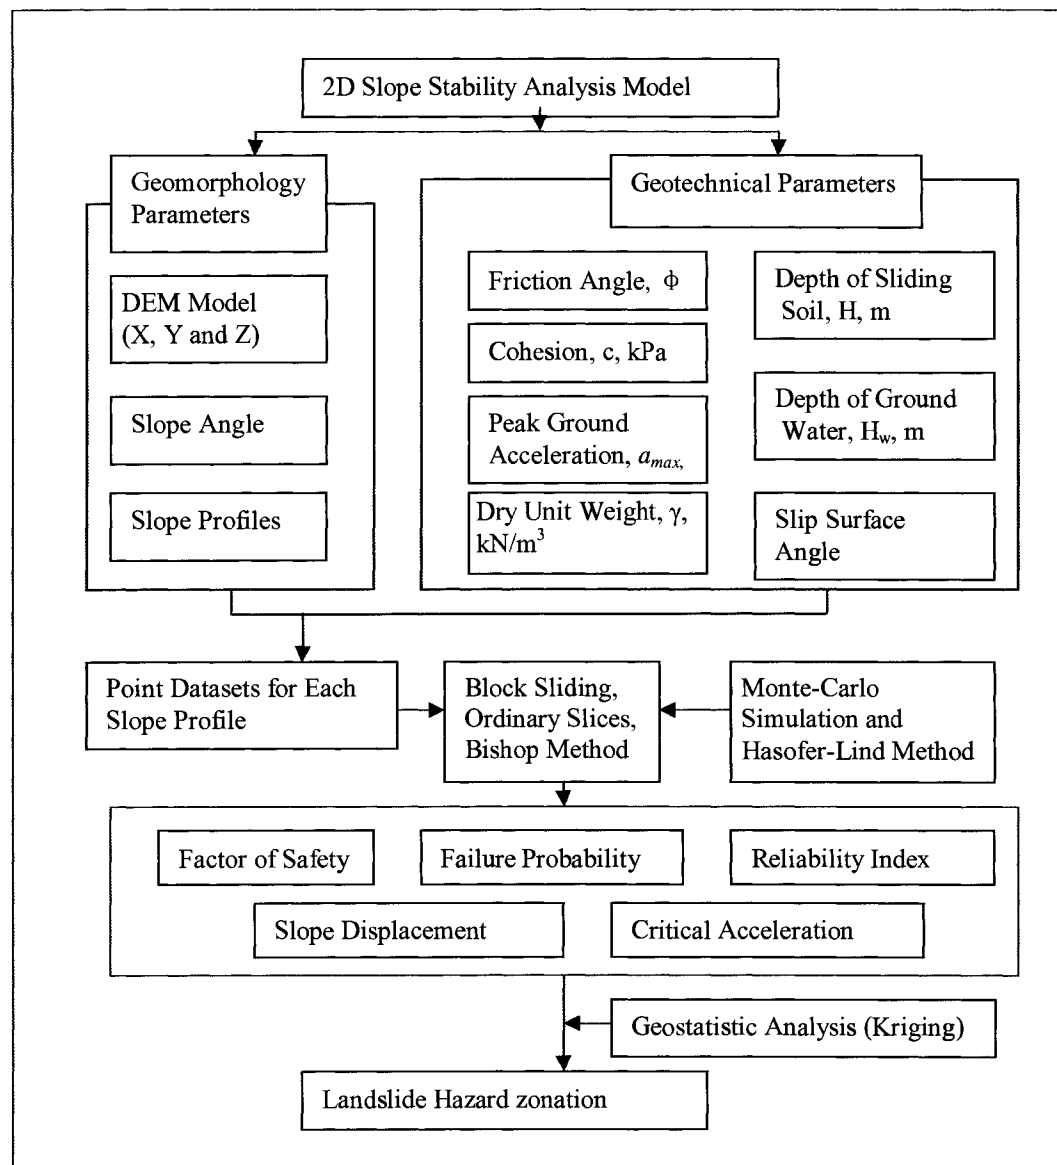 2D Slope Stability Analysis Model
Geomorphology
Parameters
DEM Model
(X, Y and Z)
Slope Angle
Slope Profiles
Geotechnical Parameters
Friction Angle, ϕ
Cohesion, c, kPa
Peak Ground
Acceleration, a_max,
Dry Unit Weight, γ,
kN/m³
Depth of Sliding
Soil, H, m
Depth of Ground
Water, H_w, m
Slip Surface
Angle
Point Datasets for Each
Slope Profile
Block Sliding,
Ordinary Slices,
Bishop Method
Monte-Carlo
Simulation and
Hasofer-Lind Method
Factor of Safety
Failure Probability
Reliability Index
Slope Displacement
Critical Acceleration
Geostatistic Analysis (Kriging)
Landslide Hazard zonation